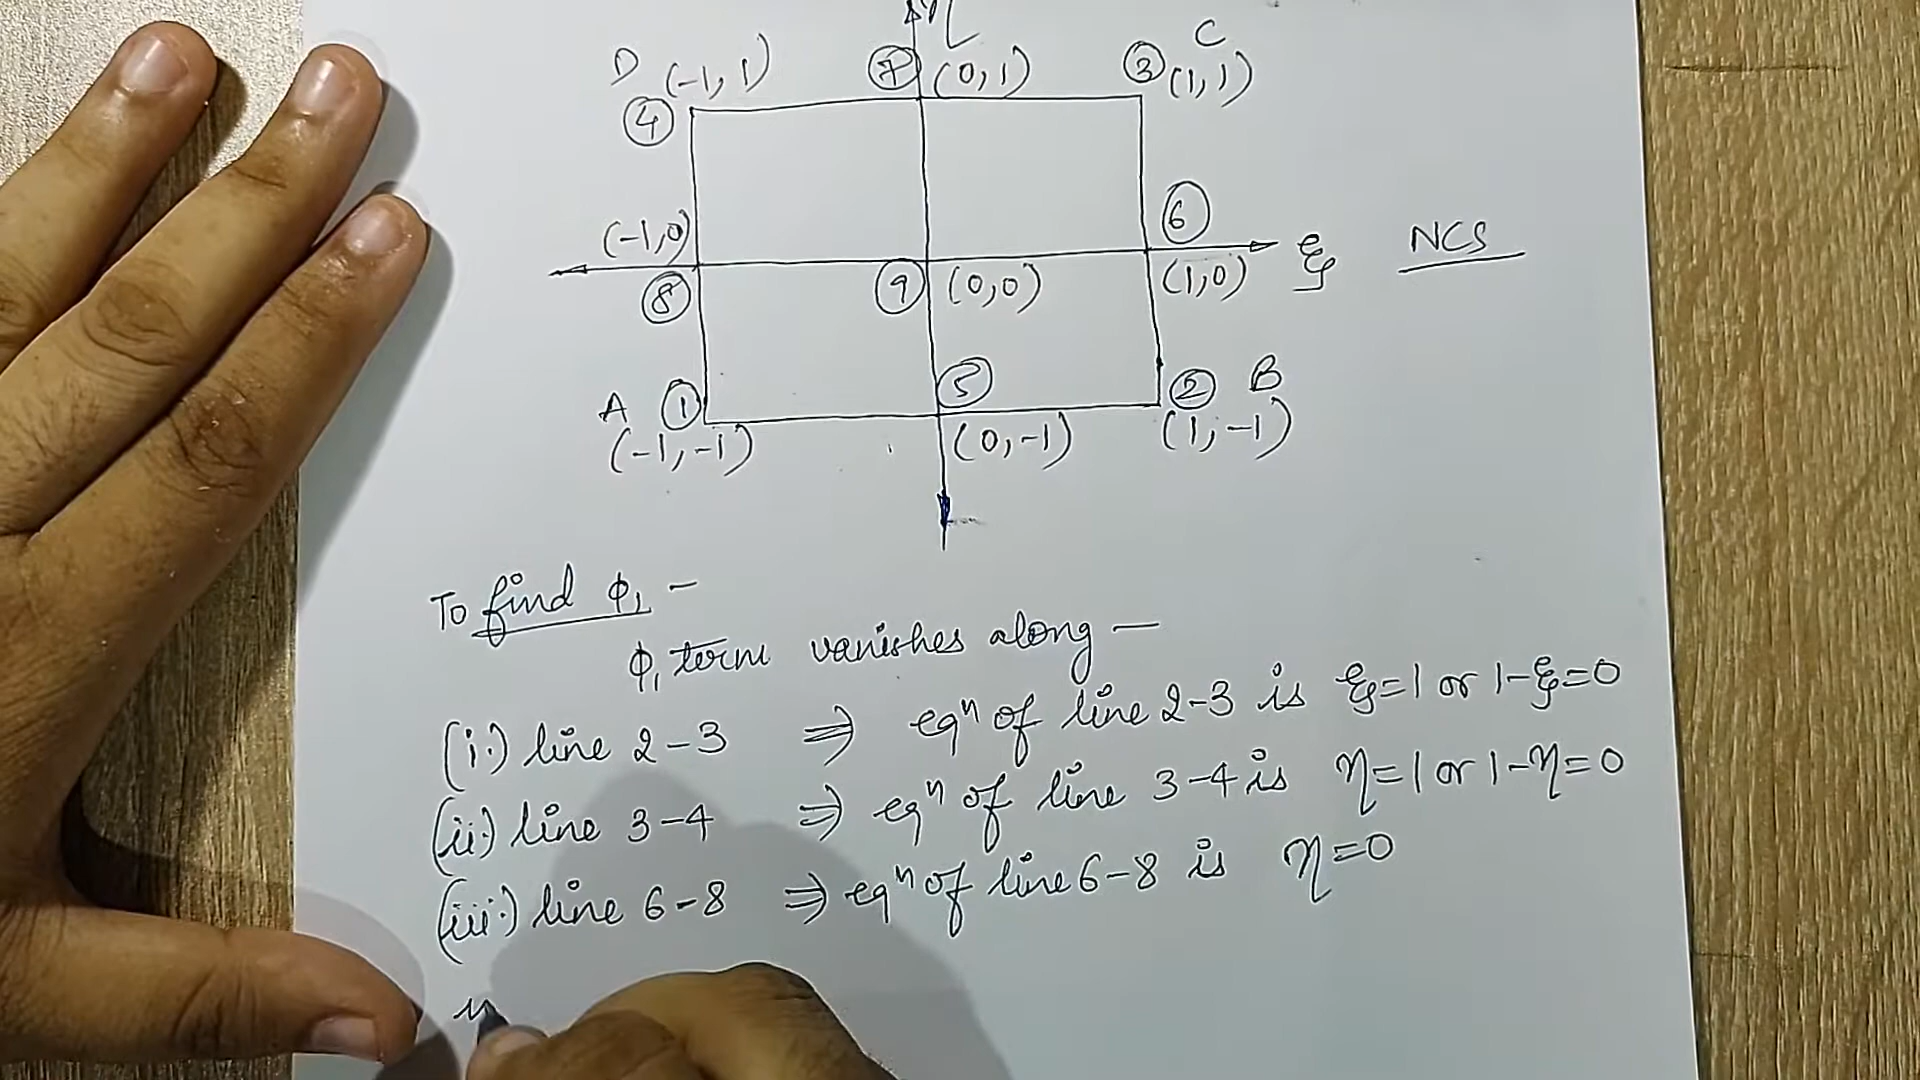 η
D (-1, 1) ⑦ (0, 1) ③ C (1, 1)
④
(-1, 0) ⑥ ξ NCS
⑧ ⑨ (0,0) (1,0)
A ① ⑤ ② B
(-1, -1) (0, -1) (1, -1)
To find ϕ₁ -
ϕ₁ term vanishes along —
(i.) line 2-3 ⇒ eqⁿ of line 2-3 is ξ=1 or 1-ξ=0
(ii.) line 3-4 ⇒ eqⁿ of line 3-4 is η=1 or 1-η=0
(iii.) line 6-8 ⇒ eqⁿ of line 6-8 is η=0